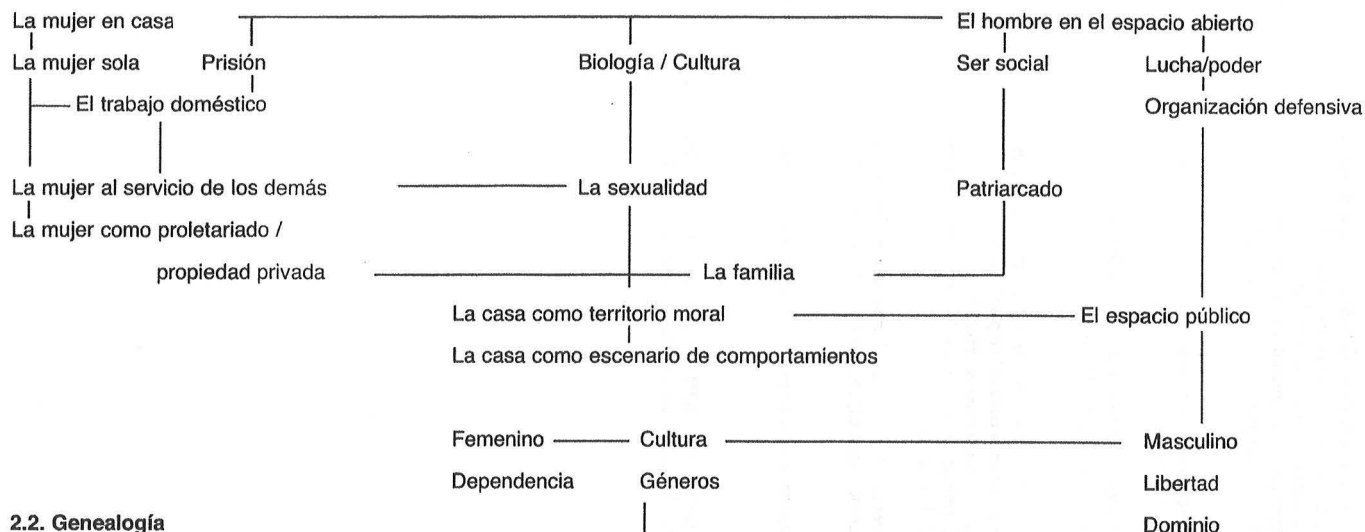 La mujer en casa El hombre en el espacio abierto
La mujer sola Prisión Biología / Cultura Ser social Lucha/poder
El trabajo doméstico Organización defensiva
La mujer al servicio de los demás La sexualidad Patriarcado
La mujer como proletariado /
propiedad privada La familia
La casa como territorio moral El espacio público
La casa como escenario de comportamientos
Femenino Cultura Masculino
Dependencia Géneros Libertad
2.2. Genealogía Dominio